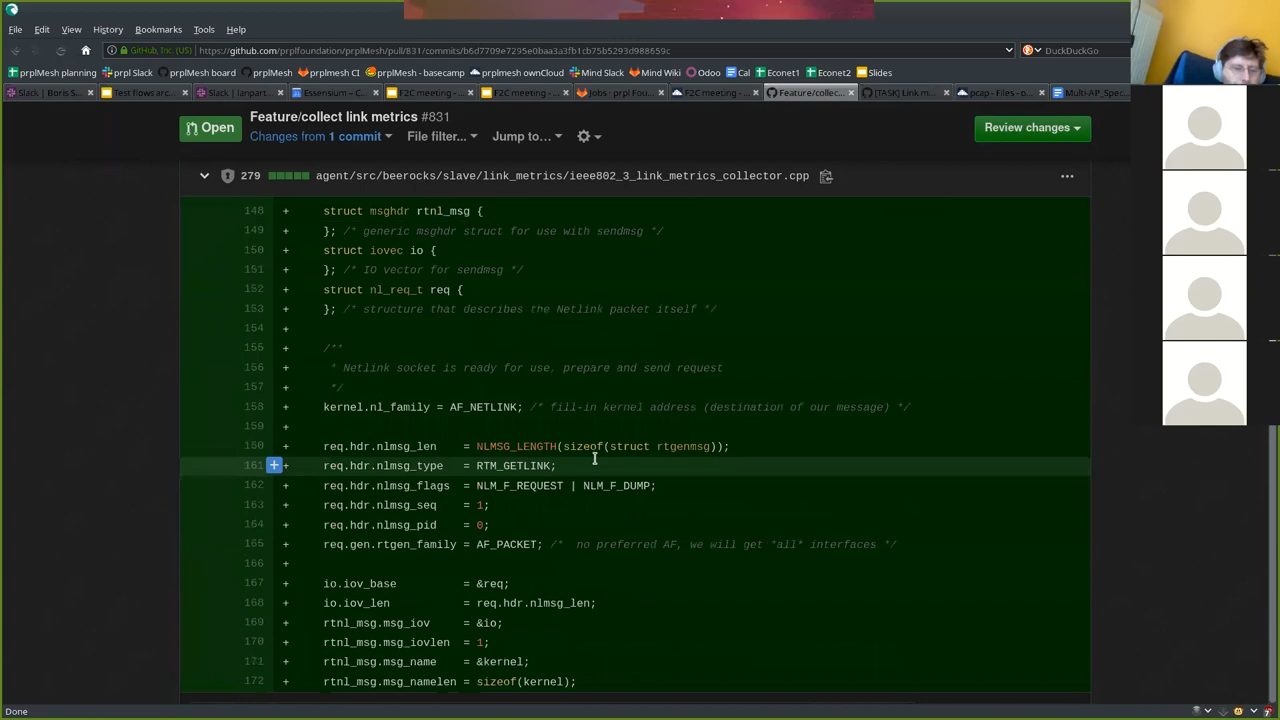 File Edit View History Bookmarks Tools Help
GitHub, Inc. (US) https://github.com/prplfoundation/prplMesh/pull/831/commits/b6d7709e7295e0baa3a3fb1cb75b5293d988659c DuckDuckGo
prplMesh planning prpl Slack prplMesh board prplMesh prplmesh CI prplMesh - basecamp prplmesh ownCloud Mind Slack Mind Wiki Odoo Cal Econet1 Econet2 Slides
Slack | Boris S... Test flows arc... Slack | lanpart... Essensium – C... F2C meeting - ... F2C meeting - ... Jobs · prpl Fou... F2C meeting - ... Feature/collec... [TASK] Link m... pcap - Files - o... Multi-AP_Spec
Open
Feature/collect link metrics #831
Changes from 1 commit File filter... Jump to...
Review changes
279 agent/src/beerocks/slave/link_metrics/ieee802_3_link_metrics_collector.cpp ...
148 + struct msghdr rtnl_msg {
149 + }; /* generic msghdr struct for use with sendmsg */
150 + struct iovec io {
151 + }; /* IO vector for sendmsg */
152 + struct nl_req_t req {
153 + }; /* structure that describes the Netlink packet itself */
154 +
155 + /**
156 + * Netlink socket is ready for use, prepare and send request
157 + */
158 + kernel.nl_family = AF_NETLINK; /* fill-in kernel address (destination of our message) */
159 +
160 + req.hdr.nlmsg_len = NLMSG_LENGTH(sizeof(struct rtgenmsg));
161 + req.hdr.nlmsg_type = RTM_GETLINK;
162 + req.hdr.nlmsg_flags = NLM_F_REQUEST | NLM_F_DUMP;
163 + req.hdr.nlmsg_seq = 1;
164 + req.hdr.nlmsg_pid = 0;
165 + req.gen.rtgen_family = AF_PACKET; /* no preferred AF, we will get *all* interfaces */
166 +
167 + io.iov_base = &req;
168 + io.iov_len = req.hdr.nlmsg_len;
169 + rtnl_msg.msg_iov = &io;
170 + rtnl_msg.msg_iovlen = 1;
171 + rtnl_msg.msg_name = &kernel;
172 + rtnl_msg.msg_namelen = sizeof(kernel);
Done